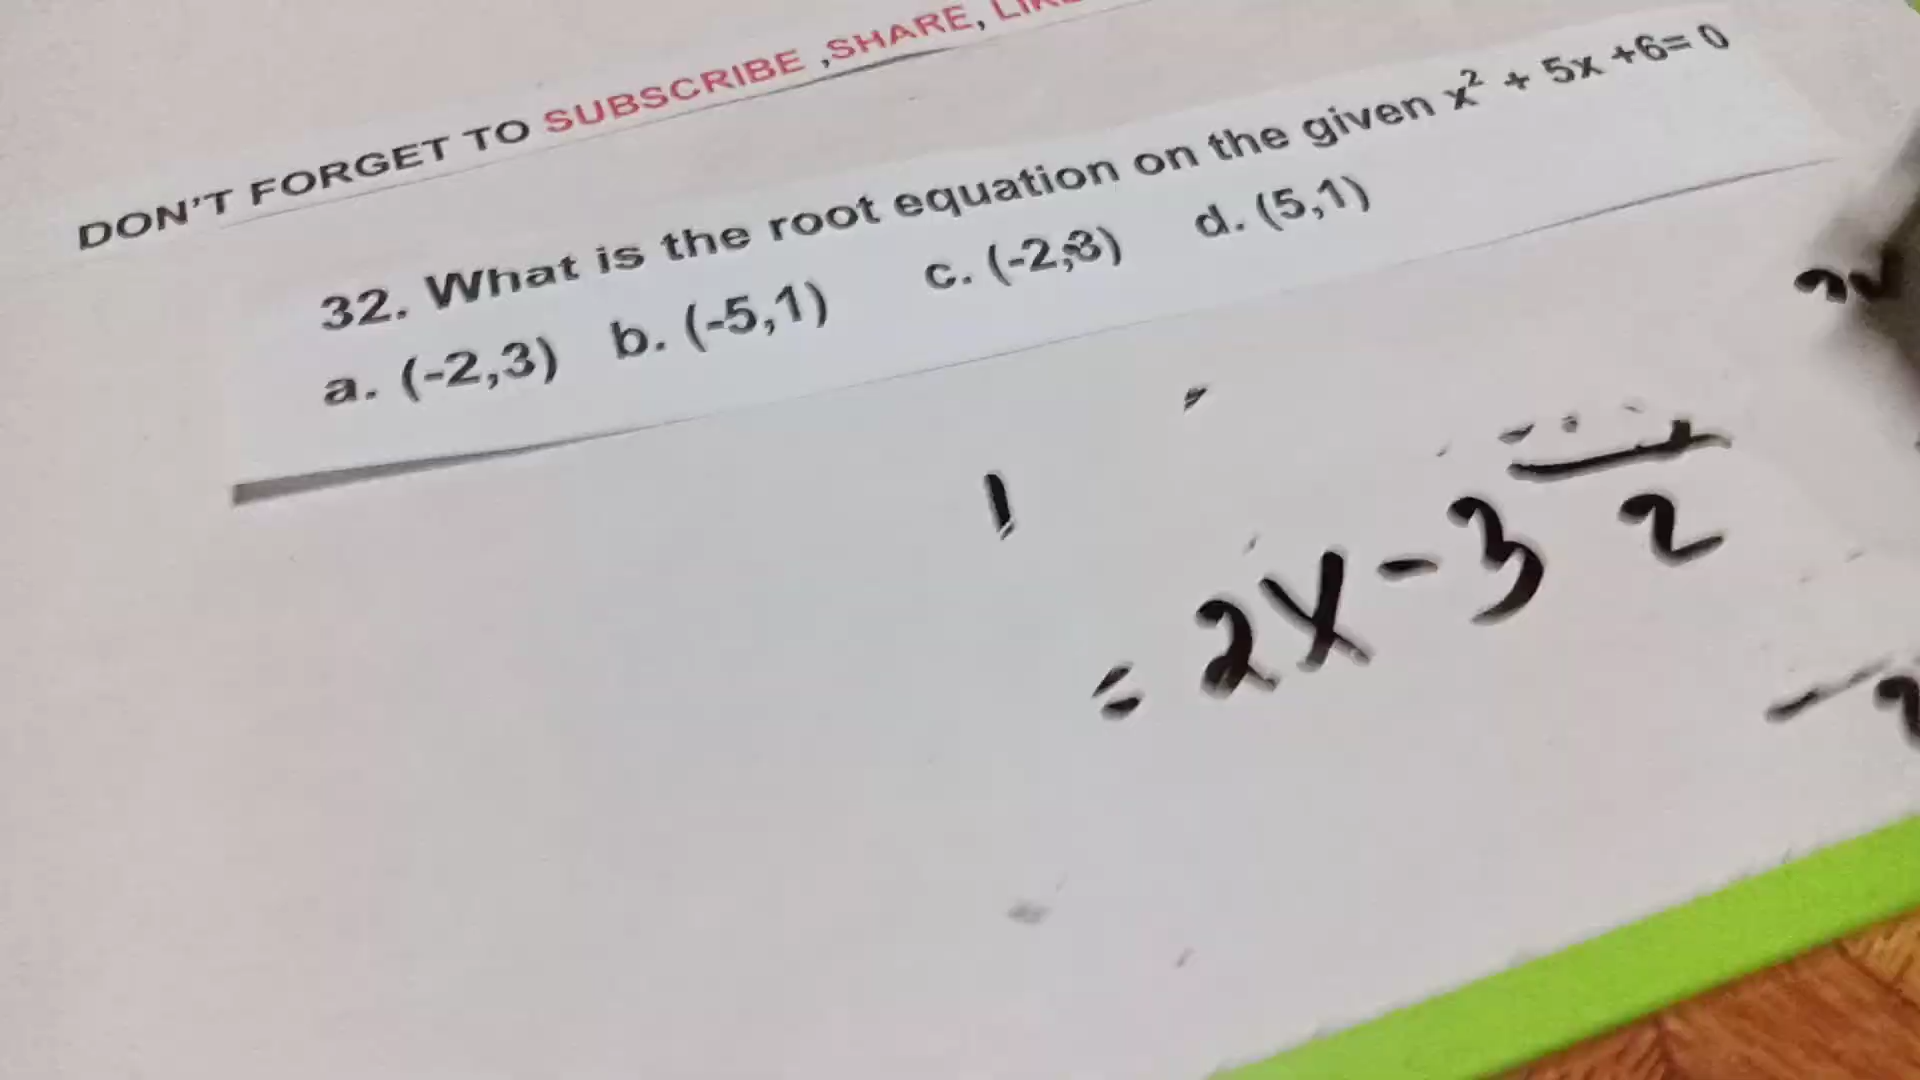 DON'T FORGET TO SUBSCRIBE ,SHARE,
32. What is the root equation on the given x² + 5x +6= 0
a. (-2,3) b. (-5,1) c. (-2,3) d. (5,1)
2
= 2x - 3